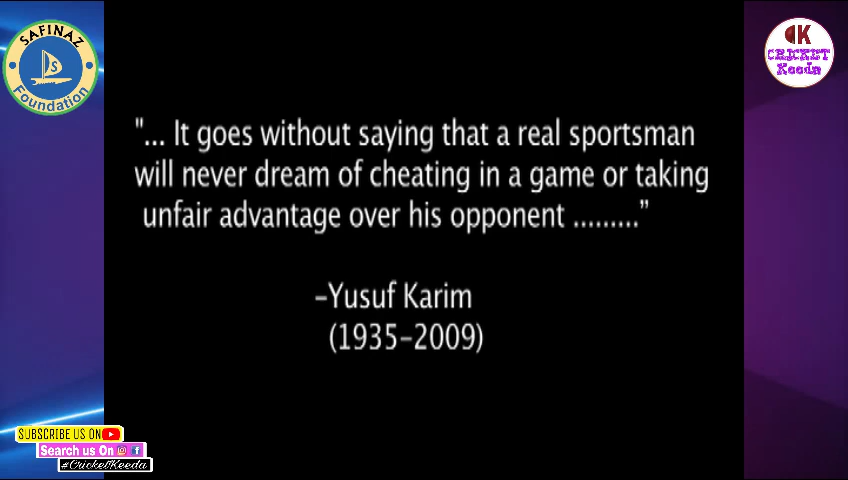 SAFINAZ
S
Foundation
CK
CRICKET
Keeda
"... It goes without saying that a real sportsman
will never dream of cheating in a game or taking
unfair advantage over his opponent ........."
–Yusuf Karim
(1935–2009)
SUBSCRIBE US ON
Search us On
#CricketKeeda